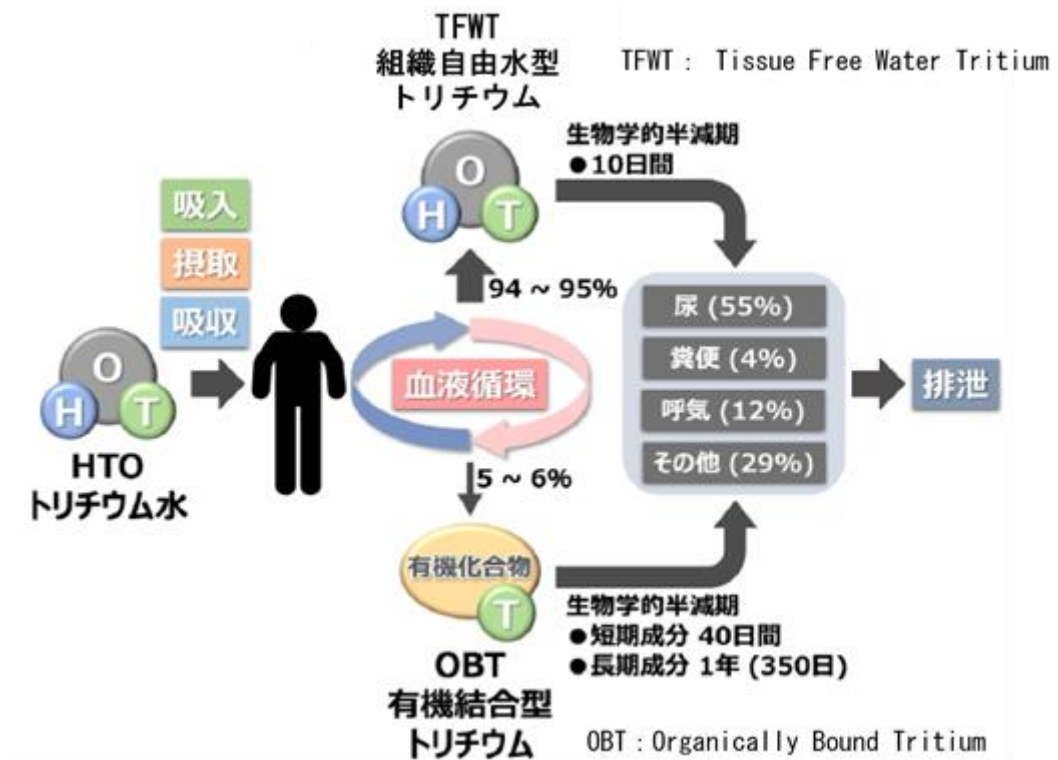 TFWT
組織自由水型
トリチウム
TFWT : Tissue Free Water Tritium
生物学的半減期
●10日間
O
H T
吸入
摂取
吸収
94 ~ 95%
O
H T
HTO
トリチウム水
血液循環
尿 (55%)
糞便 (4%)
呼気 (12%)
その他 (29%)
排泄
5 ~ 6%
有機化合物
T
生物学的半減期
●短期成分 40日間
●長期成分 1年 (350日)
OBT
有機結合型
トリチウム
OBT : Organically Bound Tritium